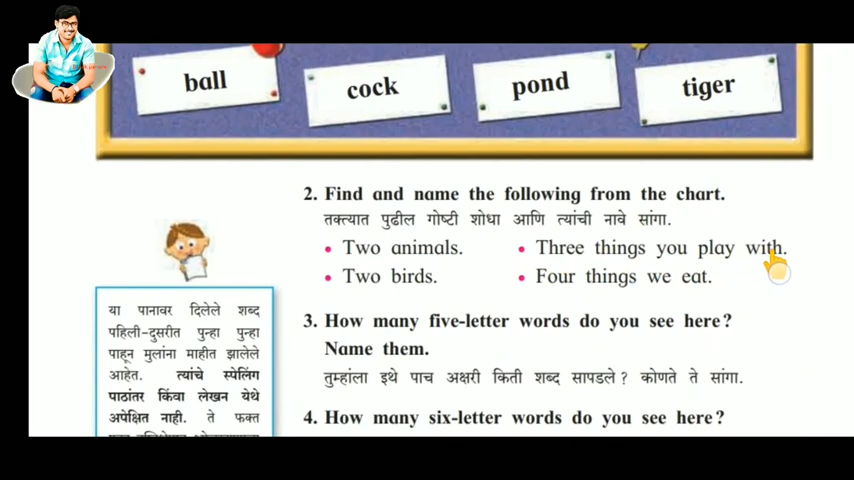 ball cock pond tiger
2. Find and name the following from the chart.
तक्त्यात पुढील गोष्टी शोधा आणि त्यांची नावे सांगा.
• Two animals. • Three things you play with.
• Two birds. • Four things we eat.
3. How many five-letter words do you see here?
Name them.
तुम्हांला इथे पाच अक्षरी किती शब्द सापडले? कोणते ते सांगा.
4. How many six-letter words do you see here?
या पानावर दिलेले शब्द
पहिली-दुसरीत पुन्हा पुन्हा
पाहून मुलांना माहीत झालेले
आहेत. त्यांचे स्पेलिंग
पाठांतर किंवा लेखन येथे
अपेक्षित नाही. ते फक्त